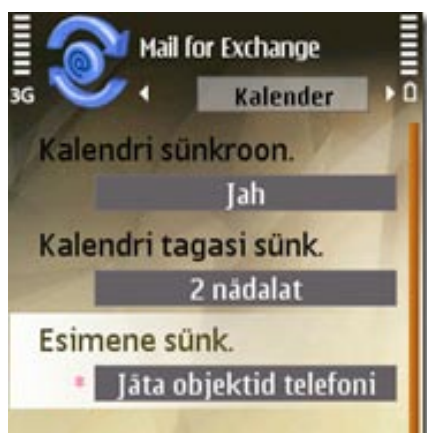 Mail for Exchange
3G
Kalender
Kalendri sünkroon.
Jah
Kalendri tagasi sünk.
2 nädalat
Esimene sünk.
Jäta objektid telefoni